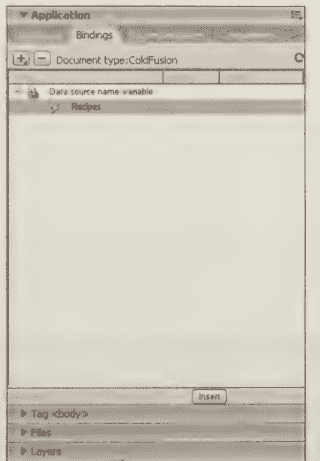 Application
Bindings
Document type:ColdFusion
Data source name variable
Recipes
Insert
Tag <body>
Files
Layers